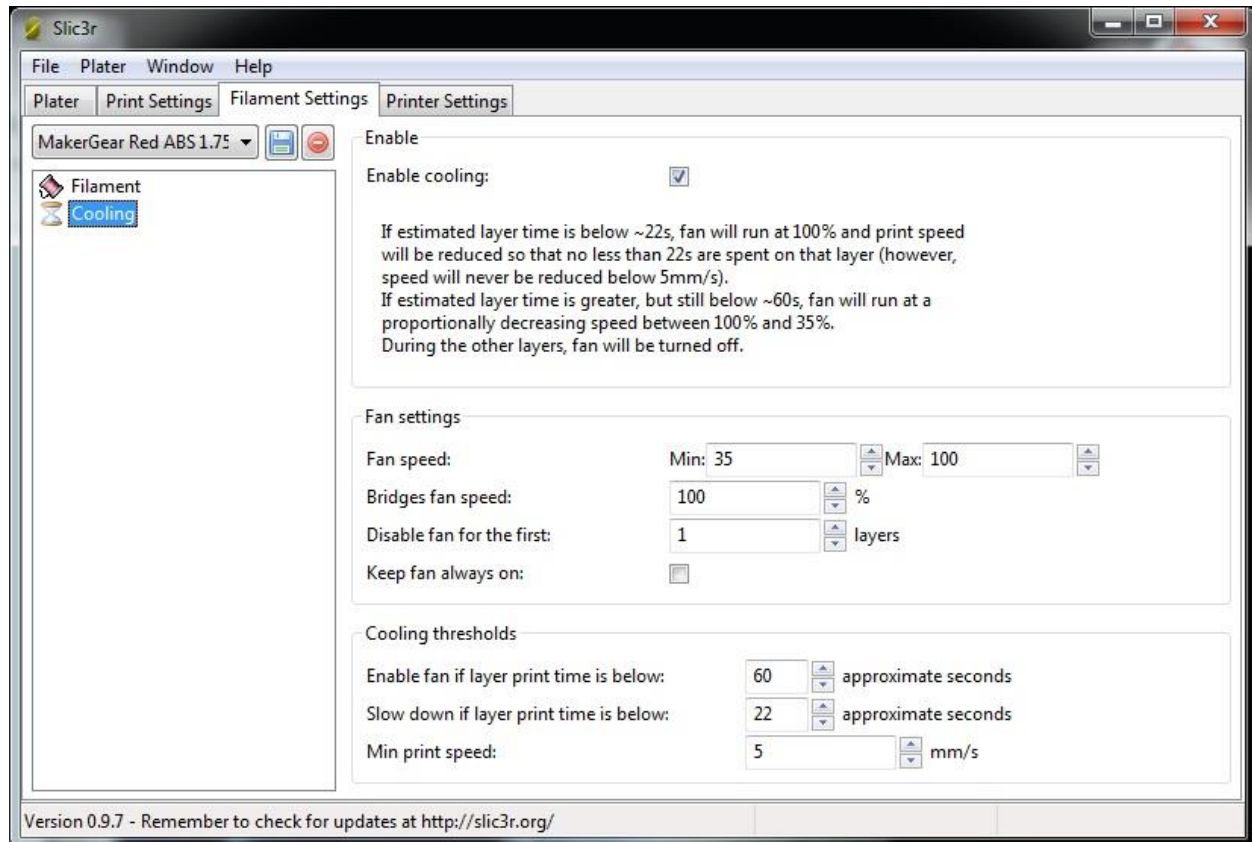 Slic3r
File Plater Window Help
Plater Print Settings Filament Settings Printer Settings
MakerGear Red ABS 1.75
Filament
Cooling
Enable
Enable cooling:
If estimated layer time is below ~22s, fan will run at 100% and print speed
will be reduced so that no less than 22s are spent on that layer (however,
speed will never be reduced below 5mm/s).
If estimated layer time is greater, but still below ~60s, fan will run at a
proportionally decreasing speed between 100% and 35%.
During the other layers, fan will be turned off.
Fan settings
Fan speed: Min: 35 Max: 100
Bridges fan speed: 100 %
Disable fan for the first: 1 layers
Keep fan always on:
Cooling thresholds
Enable fan if layer print time is below: 60 approximate seconds
Slow down if layer print time is below: 22 approximate seconds
Min print speed: 5 mm/s
Version 0.9.7 - Remember to check for updates at http://slic3r.org/